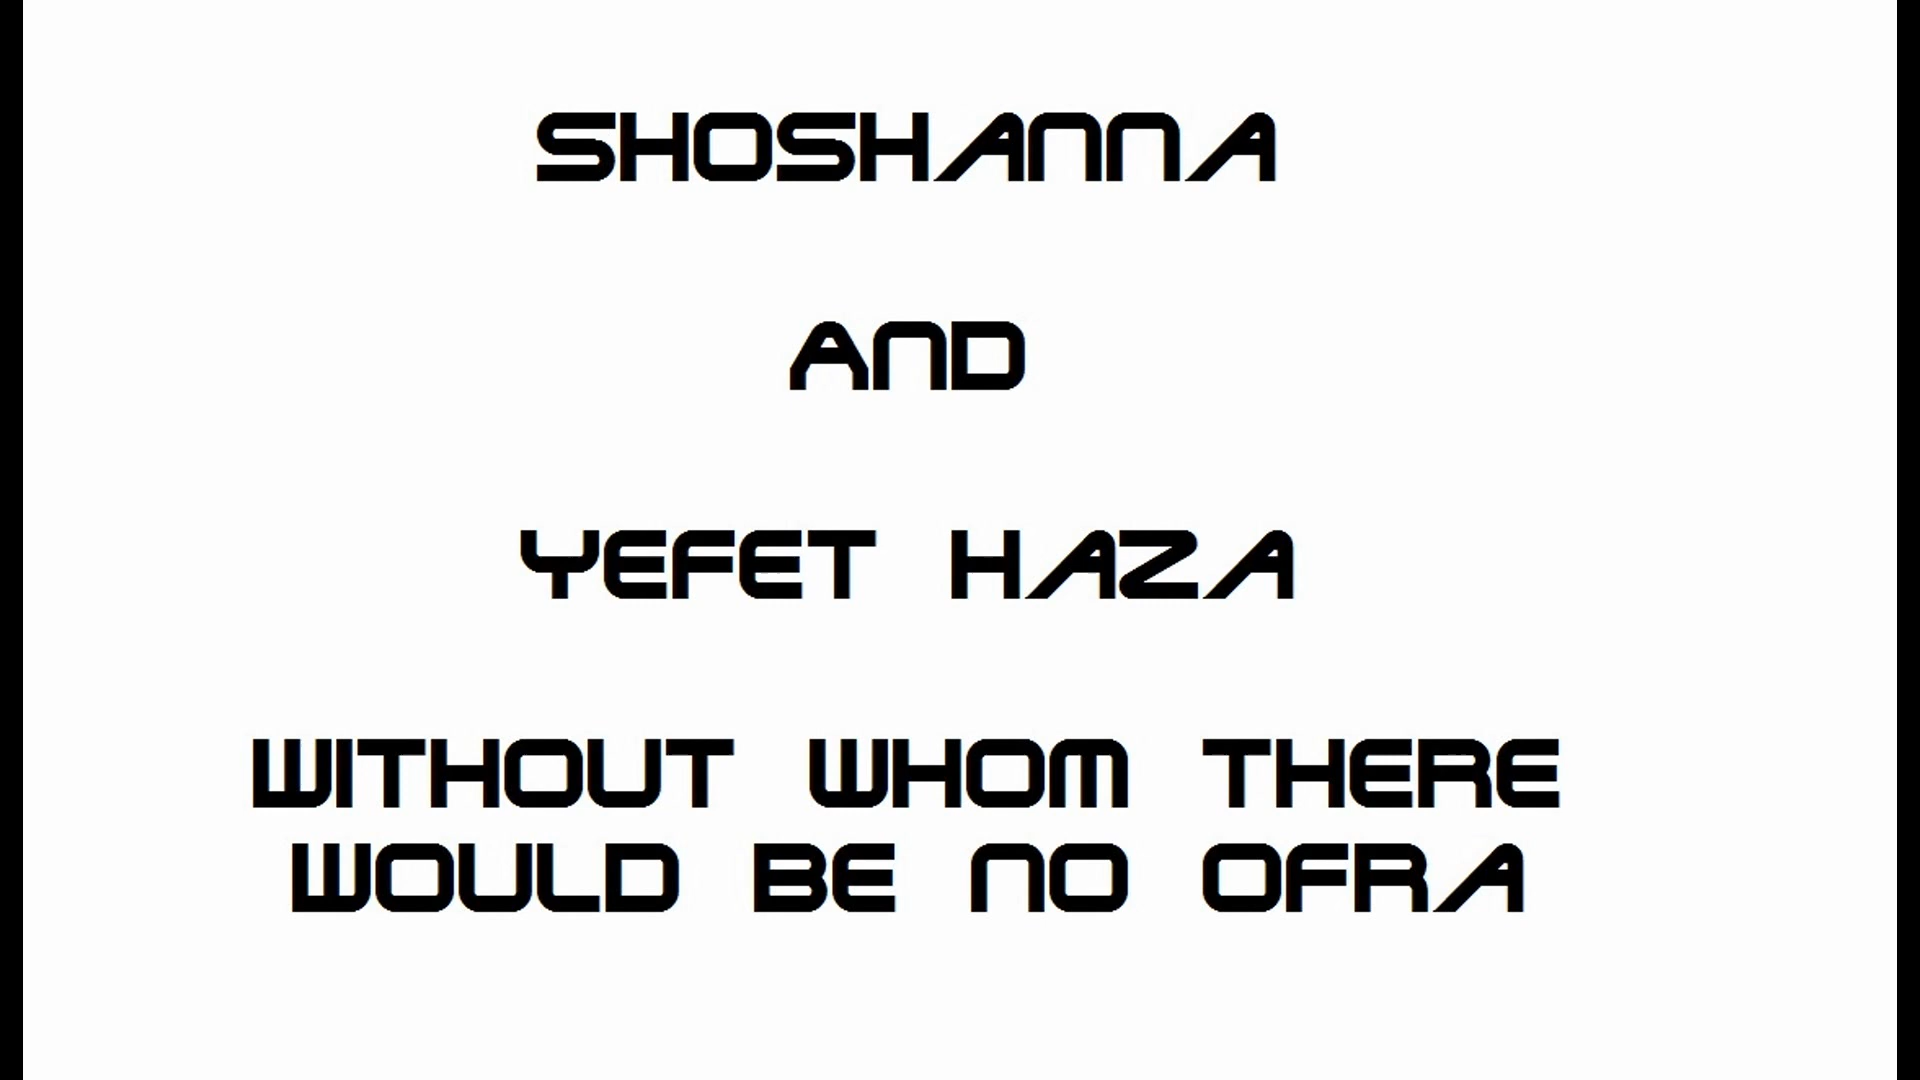 SHOSHANNA
AND
YEFET HAZA
WITHOUT WHOM THERE
WOULD BE NO OFRA